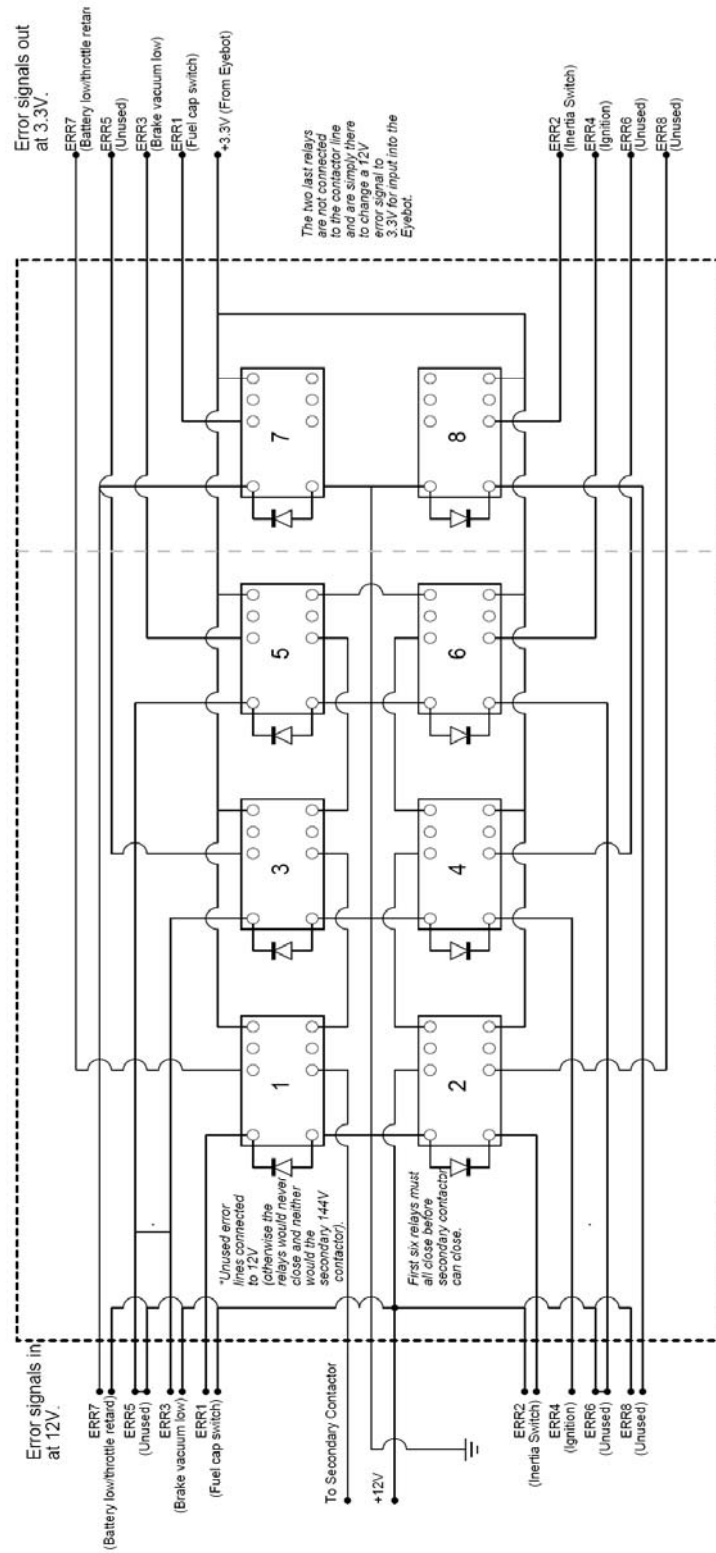 Error signals in
at 12V.
ERR7
(Battery low/throttle retard)
ERR5
(Unused)
ERR3
(Brake vacuum low)
ERR1
(Fuel cap switch)
To Secondary Contactor
+12V
ERR2
(Inertia Switch)
ERR4
(Ignition)
ERR6
(Unused)
ERR8
(Unused)
*Unused error
lines connected
to 12V
(otherwise the
relays would never
close and neither
would the
secondary 144V
contactor).
First six relays must
all close before
secondary contactor
can close.
1
3
5
7
2
4
6
8
Error signals out
at 3.3V.
ERR7
(Battery low/throttle retard
ERR5
(Unused)
ERR3
(Brake vacuum low)
ERR1
(Fuel cap switch)
+3.3V (From Eyebot)
The two last relays
are not connected
to the contactor line
and are simply there
to change a 12V
error signal to
3.3V for input into the
Eyebot.
ERR2
(Inertia Switch)
ERR4
(Ignition)
ERR6
(Unused)
ERR8
(Unused)